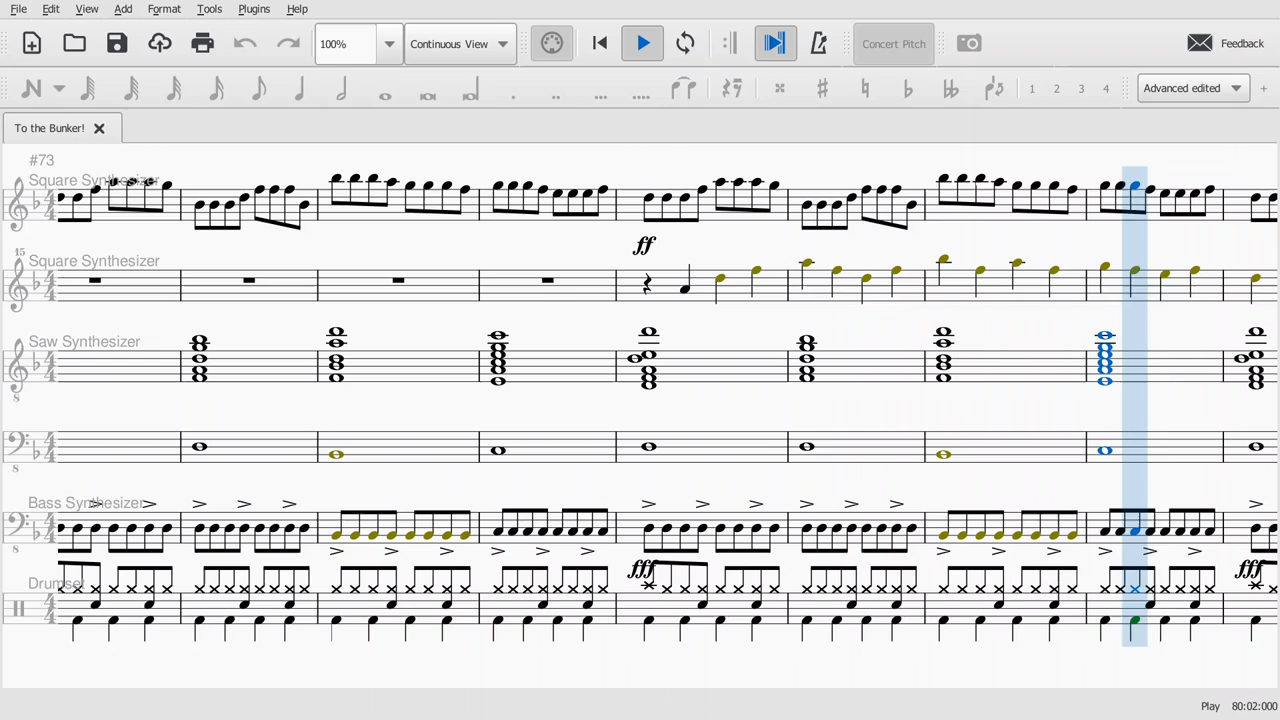 File Edit View Add Format Tools Plugins Help
100% Continuous View Concert Pitch Feedback
1 2 3 4 Advanced edited +
To the Bunker!
#73
Square Synthesizer
ff
15
Square Synthesizer
Saw Synthesizer
8
8
Bass Synthesizer
8
fff fff
Drumset
Play 80:02:000